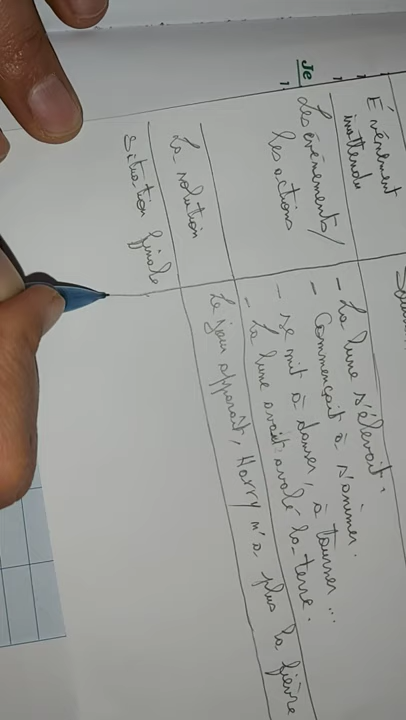 Je
Événement
inattendu
Les événements/
les actions
- La lune s'élevait.
- Commençait à s'animer.
- se mit à danser, à tourner...
- La lune avait avalé la terre.
La solution
Le jour apparaît, Harry n'a plus la fièvre
Situation finale